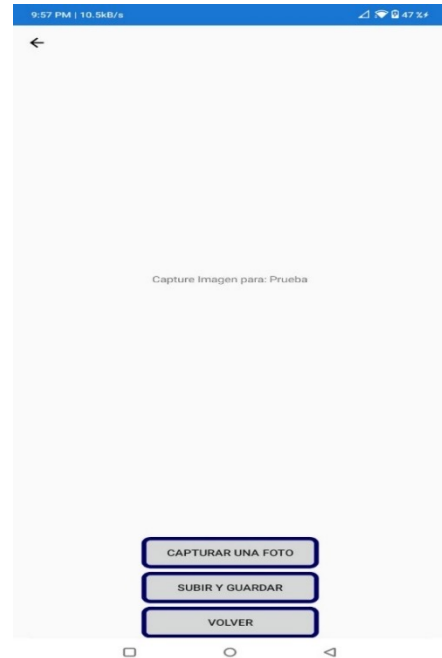 9:57 PM | 10.5kB/s 47 %
Capture Imagen para: Prueba
CAPTURAR UNA FOTO
SUBIR Y GUARDAR
VOLVER